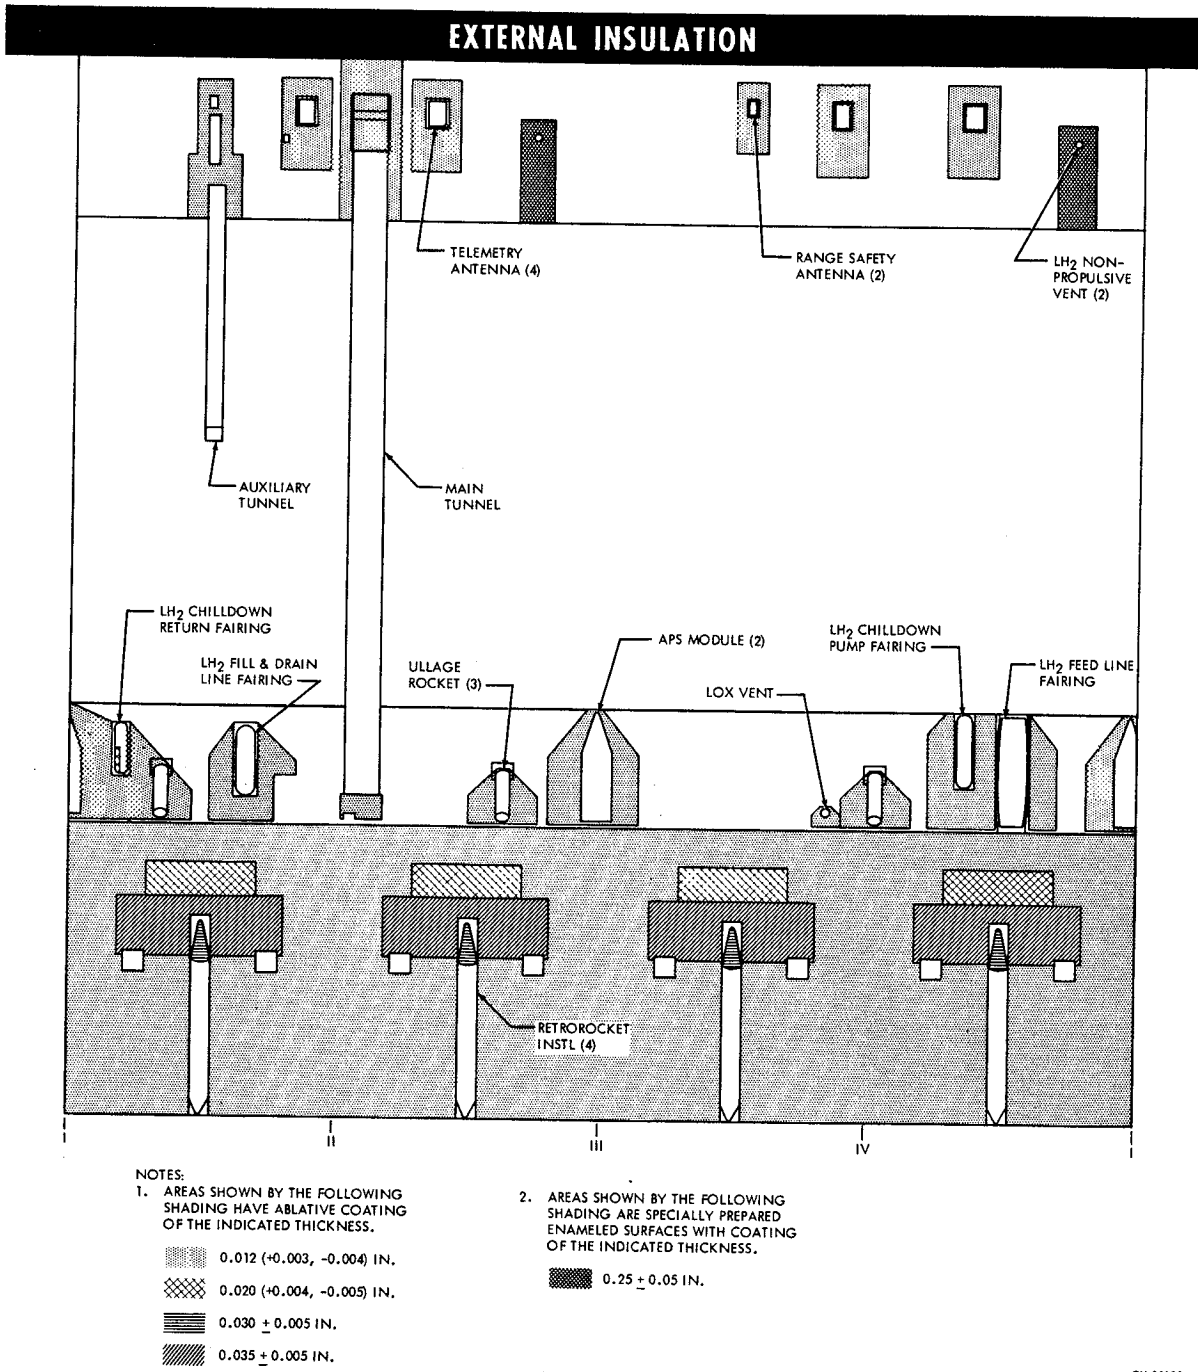 EXTERNAL INSULATION
TELEMETRY
ANTENNA (4)
RANGE SAFETY
ANTENNA (2)
LH2 NON-
PROPULSIVE
VENT (2)
AUXILIARY
TUNNEL
MAIN
TUNNEL
LH2 CHILLDOWN
RETURN FAIRING
LH2 FILL & DRAIN
LINE FAIRING
ULLAGE
ROCKET (3)
APS MODULE (2)
LOX VENT
LH2 CHILLDOWN
PUMP FAIRING
LH2 FEED LINE
FAIRING
RETROROCKET
INSTL (4)
I II III IV I
NOTES:
1. AREAS SHOWN BY THE FOLLOWING
SHADING HAVE ABLATIVE COATING
OF THE INDICATED THICKNESS.
0.012 (+0.003, -0.004) IN.
0.020 (+0.004, -0.005) IN.
0.030 ± 0.005 IN.
0.035 ± 0.005 IN.
2. AREAS SHOWN BY THE FOLLOWING
SHADING ARE SPECIALLY PREPARED
ENAMELED SURFACES WITH COATING
OF THE INDICATED THICKNESS.
0.25 ± 0.05 IN.